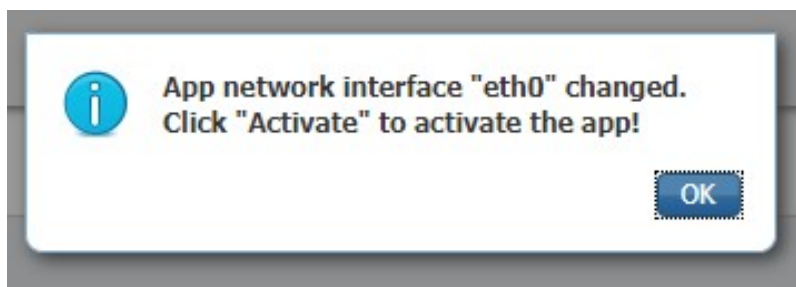 App network interface "eth0" changed.
Click "Activate" to activate the app!
OK